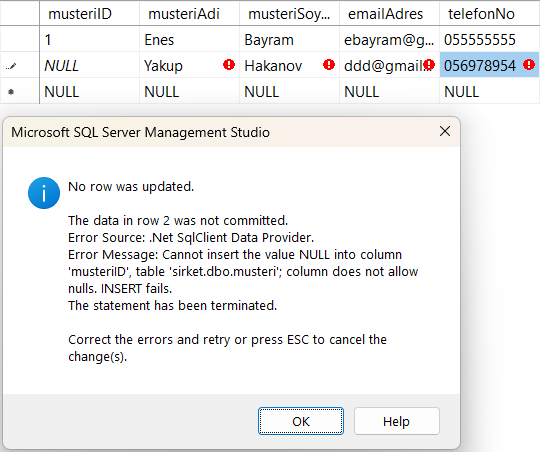 musteriID musteriAdi musteriSoy... emailAdres telefonNo
1 Enes Bayram ebayram@g... 055555555
NULL Yakup Hakanov ddd@gmail... 056978954
NULL NULL NULL NULL NULL
Microsoft SQL Server Management Studio
No row was updated.
The data in row 2 was not committed.
Error Source: .Net SqlClient Data Provider.
Error Message: Cannot insert the value NULL into column
'musteriID', table 'sirket.dbo.musteri'; column does not allow
nulls. INSERT fails.
The statement has been terminated.
Correct the errors and retry or press ESC to cancel the
change(s).
OK Help